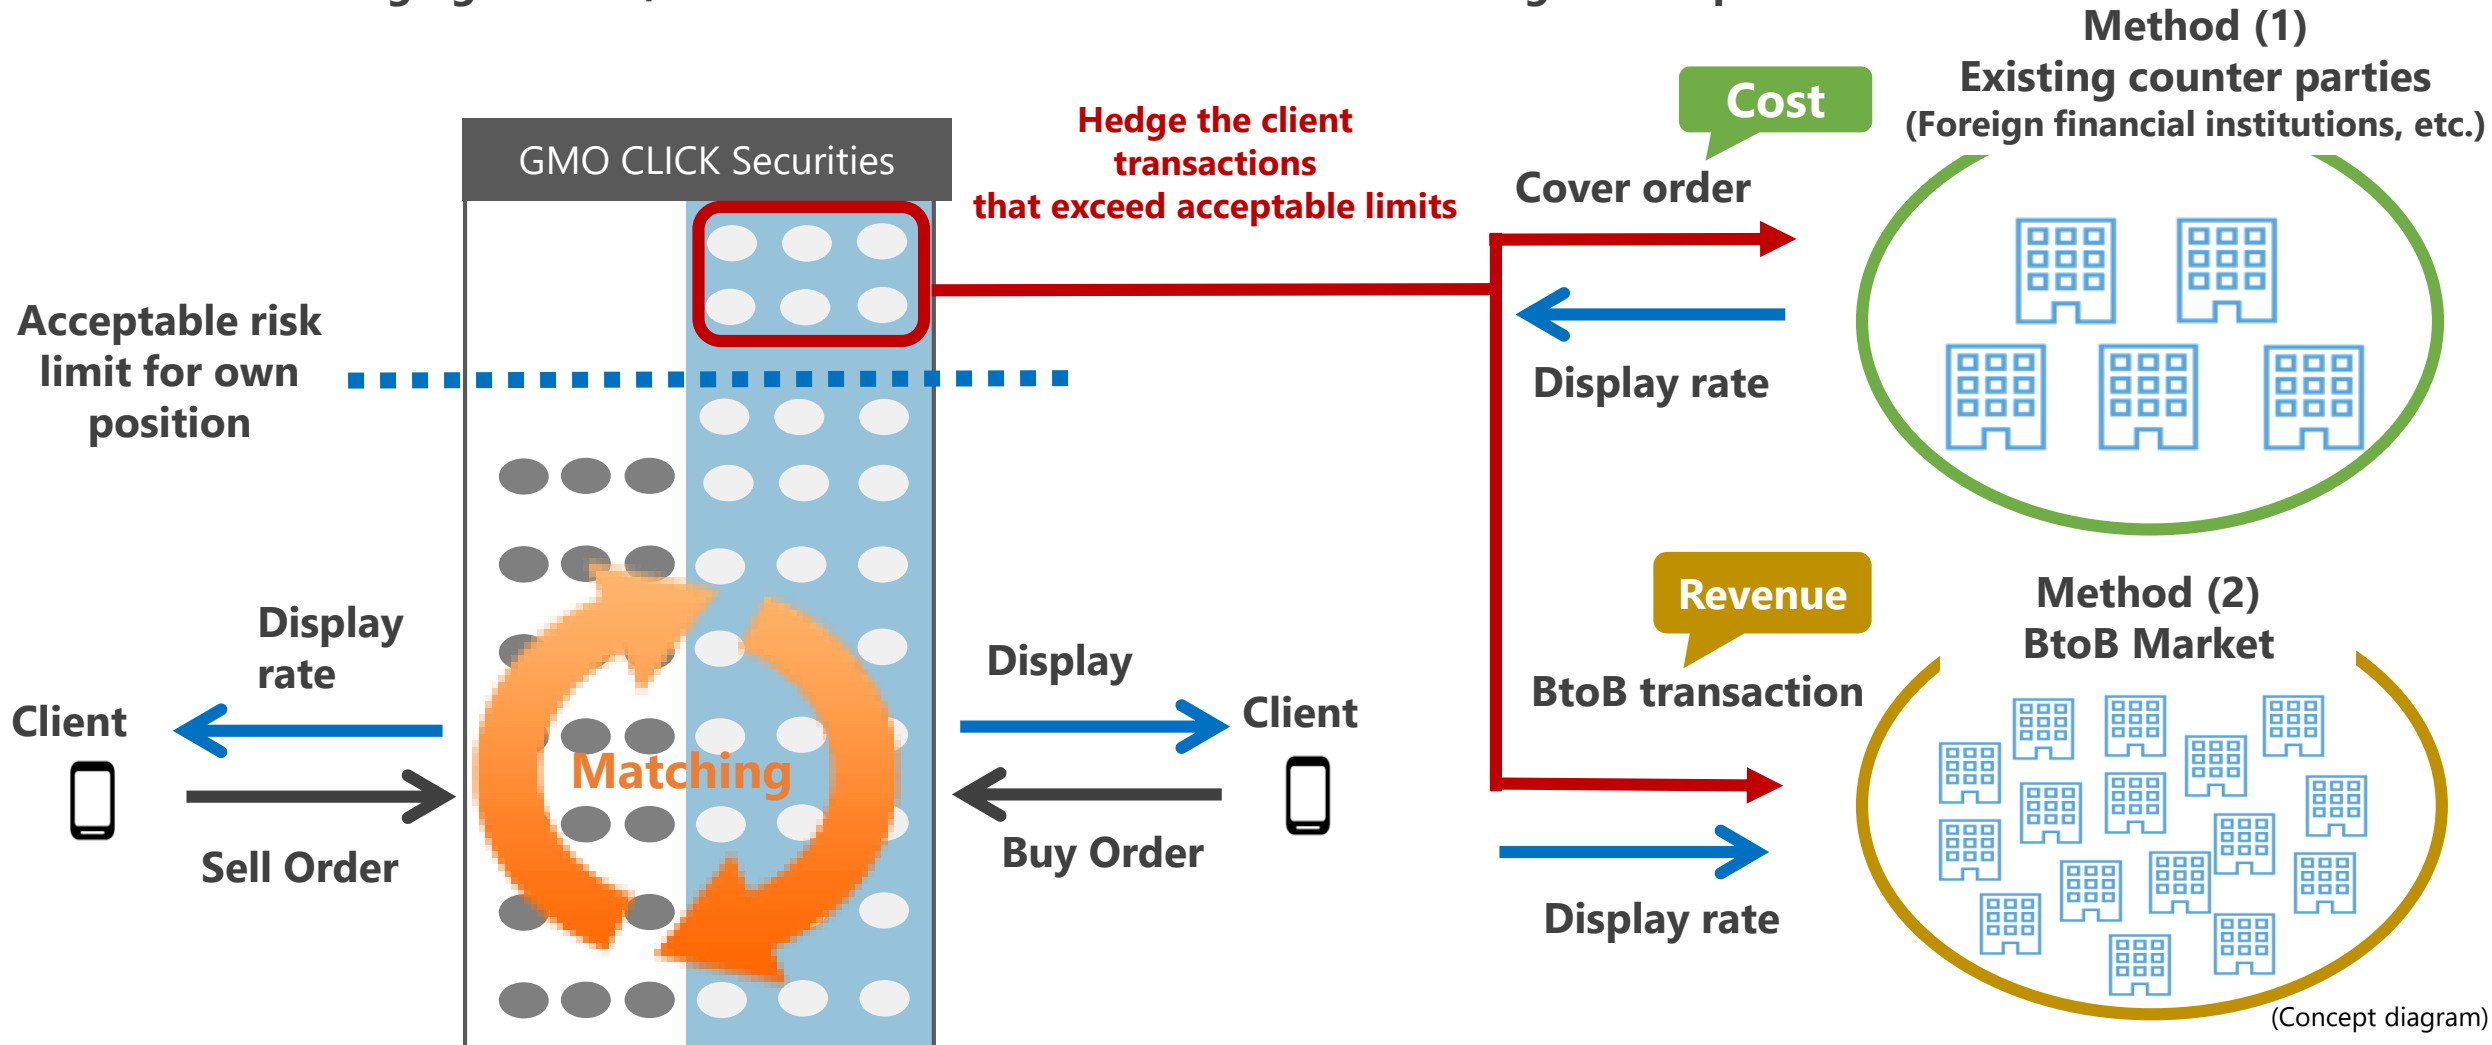 Method (1)
Existing counter parties
(Foreign financial institutions, etc.)
Cost
Hedge the client
transactions
that exceed acceptable limits
GMO CLICK Securities
Cover order
Acceptable risk
limit for own
position
Display rate
Revenue
Method (2)
BtoB Market
Display
rate
Display
BtoB transaction
Client
Client
Matching
Sell Order
Buy Order
Display rate
(Concept diagram)